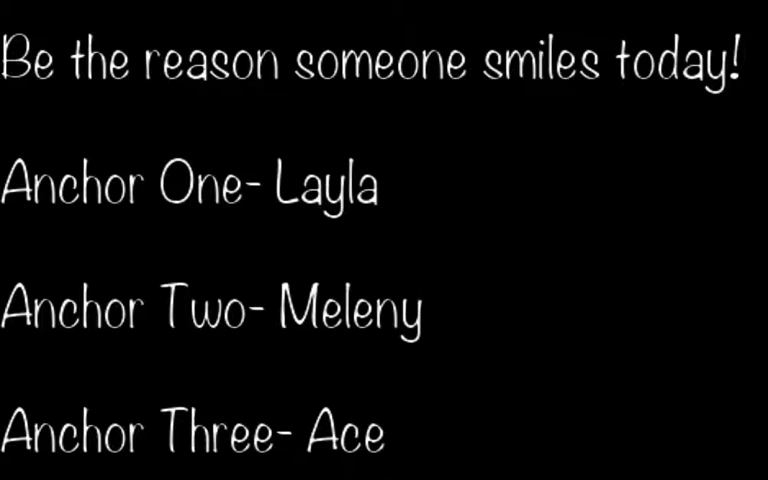 Be the reason someone smiles today!
Anchor One- Layla
Anchor Two- Meleny
Anchor Three- Ace